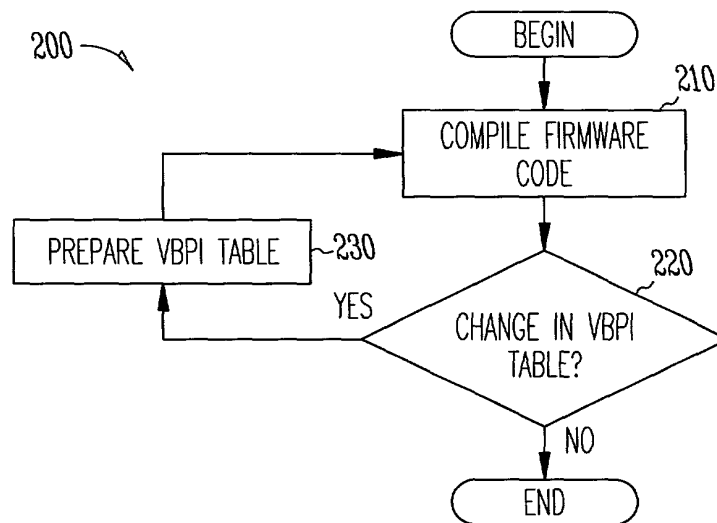 200
BEGIN
210
COMPILE FIRMWARE
CODE
PREPARE VBPI TABLE
230
220
YES
CHANGE IN VBPI
TABLE?
NO
END